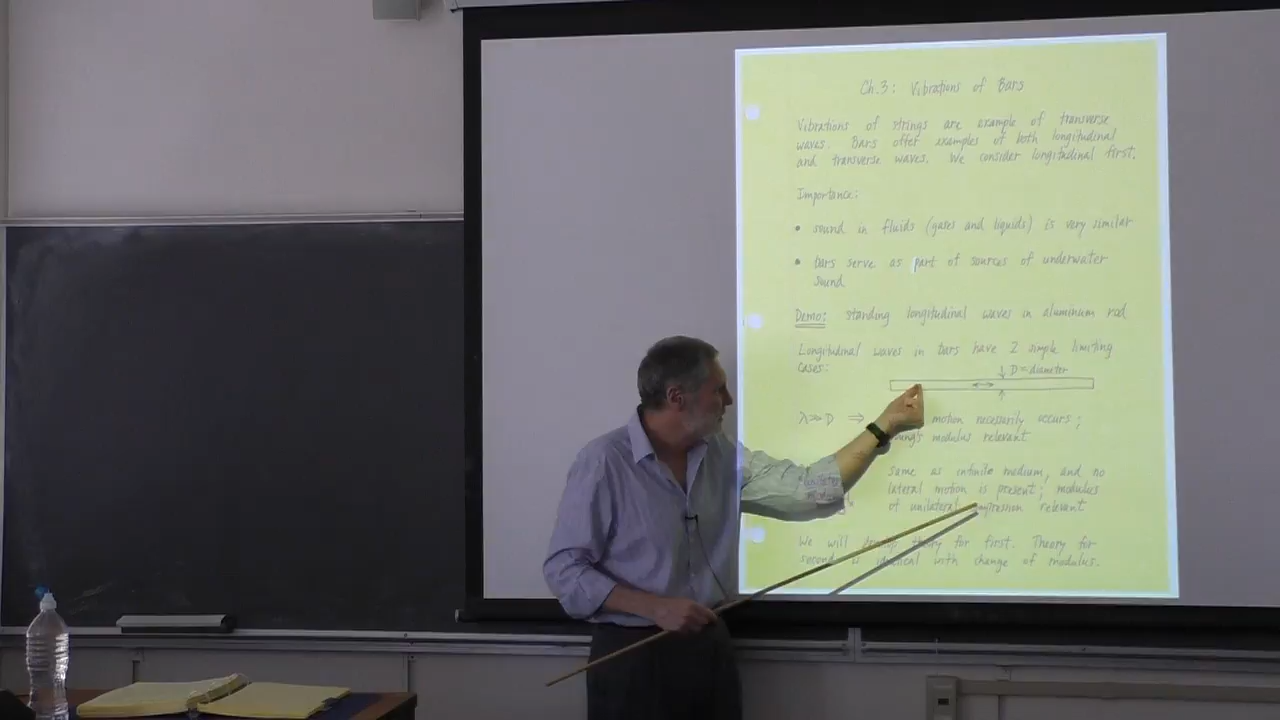 Ch.3: Vibrations of Bars
Vibrations of strings are example of transverse
waves. Bars offer examples of both longitudinal
and transverse waves. We consider longitudinal first.
Importance:
• sound in fluids (gases and liquids) is very similar
• bars serve as part of sources of underwater
sound
Demo: standing longitudinal waves in aluminum rod
Longitudinal waves in bars have 2 simple limiting
cases:
D = diameter
λ≫D ⇒ motion necessarily occurs;
modulus relevant
same as infinite medium, and no
lateral motion is present; modulus
of unilateral relevant
We will develop theory for first. Theory for
second is identical with change of modulus.